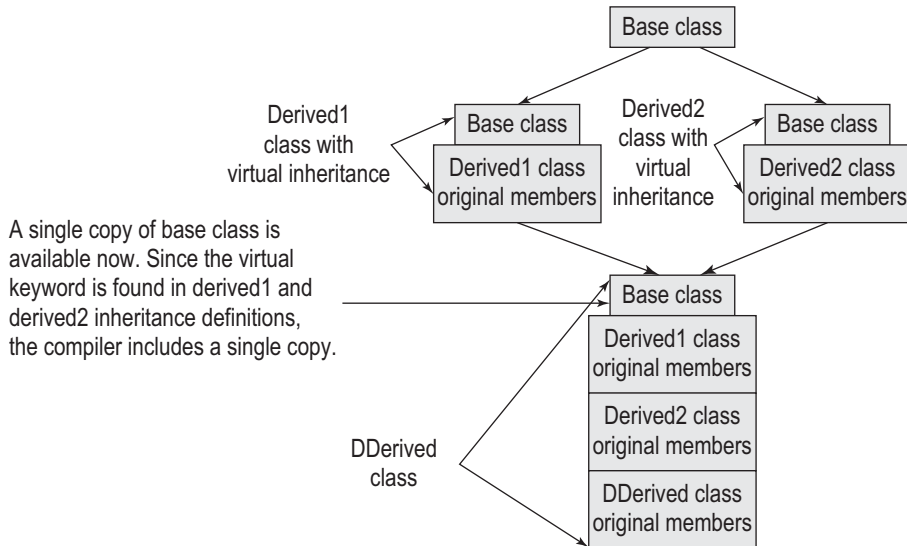 Base class
Derived1
class with
virtual inheritance
Base class
Derived1 class
original members
Derived2
class with
virtual
inheritance
Base class
Derived2 class
original members
A single copy of base class is
available now. Since the virtual
keyword is found in derived1 and
derived2 inheritance definitions,
the compiler includes a single copy.
Base class
Derived1 class
original members
Derived2 class
original members
DDerived class
original members
DDerived
class